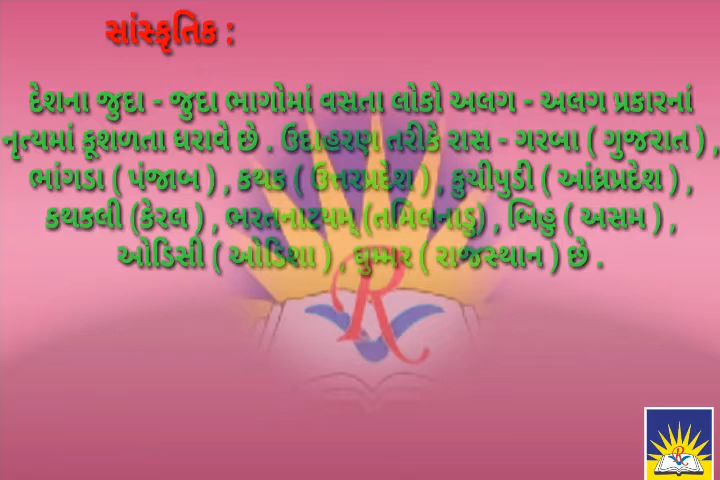 સાંસ્કૃતિક :
દેશના જુદા - જુદા ભાગોમાં વસતા લોકો અલગ - અલગ પ્રકારનાં
નૃત્યમાં કૂશળતા ધરાવે છે . ઉદાહરણ તરીકે રાસ - ગરબા ( ગુજરાત ) ,
ભાંગડા ( પંજાબ ) , કથક ( ઉત્તરપ્રદેશ ) , કુચીપુડી ( આંધ્રપ્રદેશ ) ,
કથકલી (કેરલ ) , ભરતનાટ્યમ્ (તમિલનાડુ) , બિહુ ( અસમ ) ,
ઓડિસી ( ઓડિશા ) , ઘુમ્મર ( રાજસ્થાન ) છે .
R
R